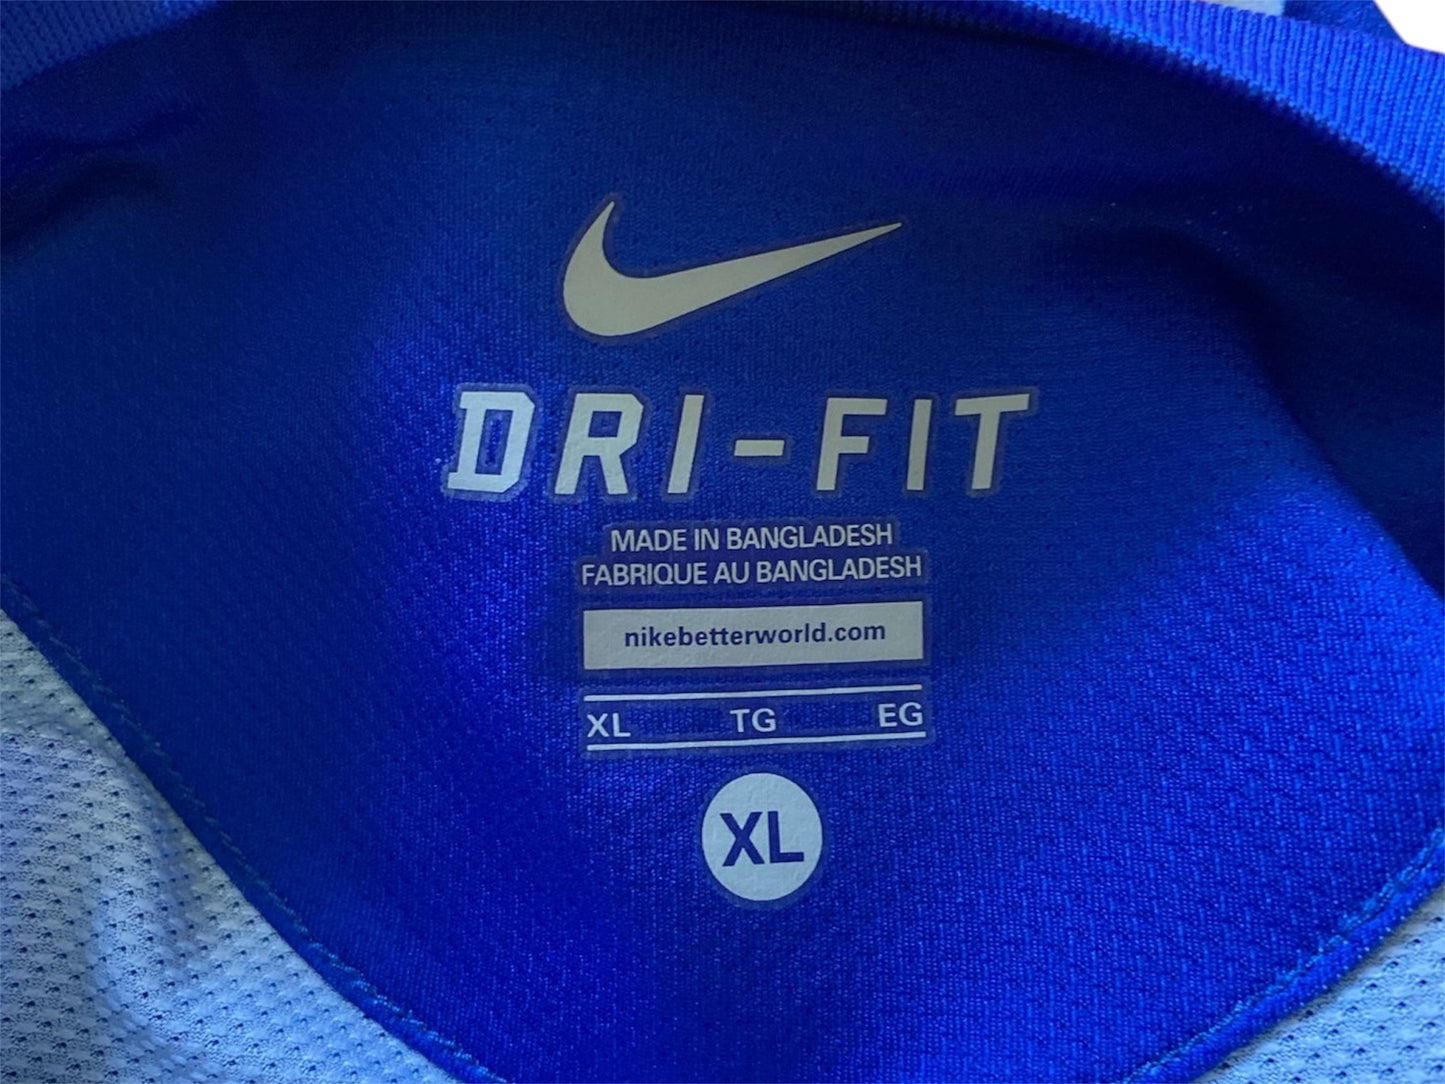 DRI-FIT
MADE IN BANGLADESH
FABRIQUE AU BANGLADESH
nikebetterworld.com
XL TG EG
XL